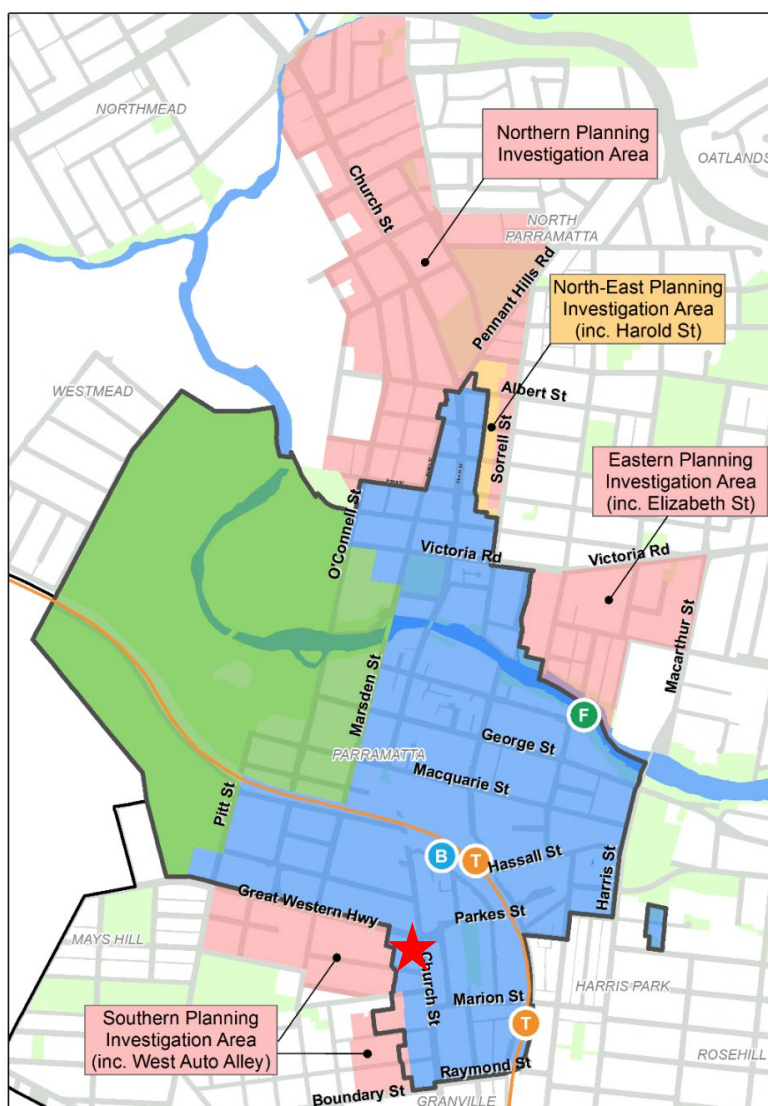 NORTHMEAD
Northern Planning
Investigation Area
OATLANDS
Church St
NORTH
PARRAMATTA
Pennant Hills Rd
North-East Planning
Investigation Area
(inc. Harold St)
WESTMEAD
Albert St
Sorrell St
Eastern Planning
Investigation Area
(inc. Elizabeth St)
O'Connell St
Victoria Rd
Victoria Rd
Macarthur St
Marsden St
F
George St
PARRAMATTA
Macquarie St
Pitt St
B
T
Hassall St
Harris St
Great Western Hwy
Parkes St
MAYS HILL
Church St
HARRIS PARK
Marion St
Southern Planning
Investigation Area
(inc. West Auto Alley)
T
ROSEHILL
Raymond St
Boundary St
GRANVILLE